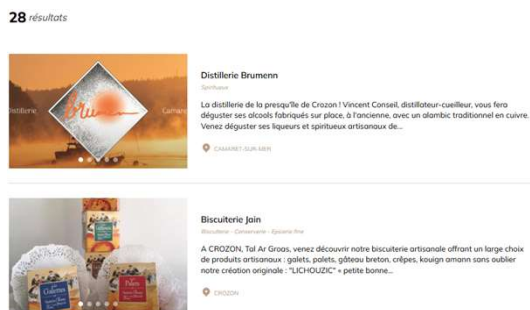 28 résultats
Distillerie
brumenn
Camaret
Distillerie Brumenn
Spiritueux
La distillerie de la presqu'île de Crozon ! Vincent Conseil, distillateur-cueilleur, vous fera
déguster ses alcools fabriqués sur place, à l'ancienne, avec un alambic traditionnel en cuivre.
Venez déguster ses liqueurs et spiritueux artisanaux de...
CAMARET-SUR-MER
Galettes
Palets
Biscuiterie Jain
Biscuiterie - Conserverie - Epicerie fine
A CROZON, Tal Ar Groas, venez découvrir notre biscuiterie artisanale offrant un large choix
de produits artisanaux : galets, palets, gâteau breton, crêpes, kouign amann sans oublier
notre création originale : "LICHOUZIC" « petite bonne...
CROZON